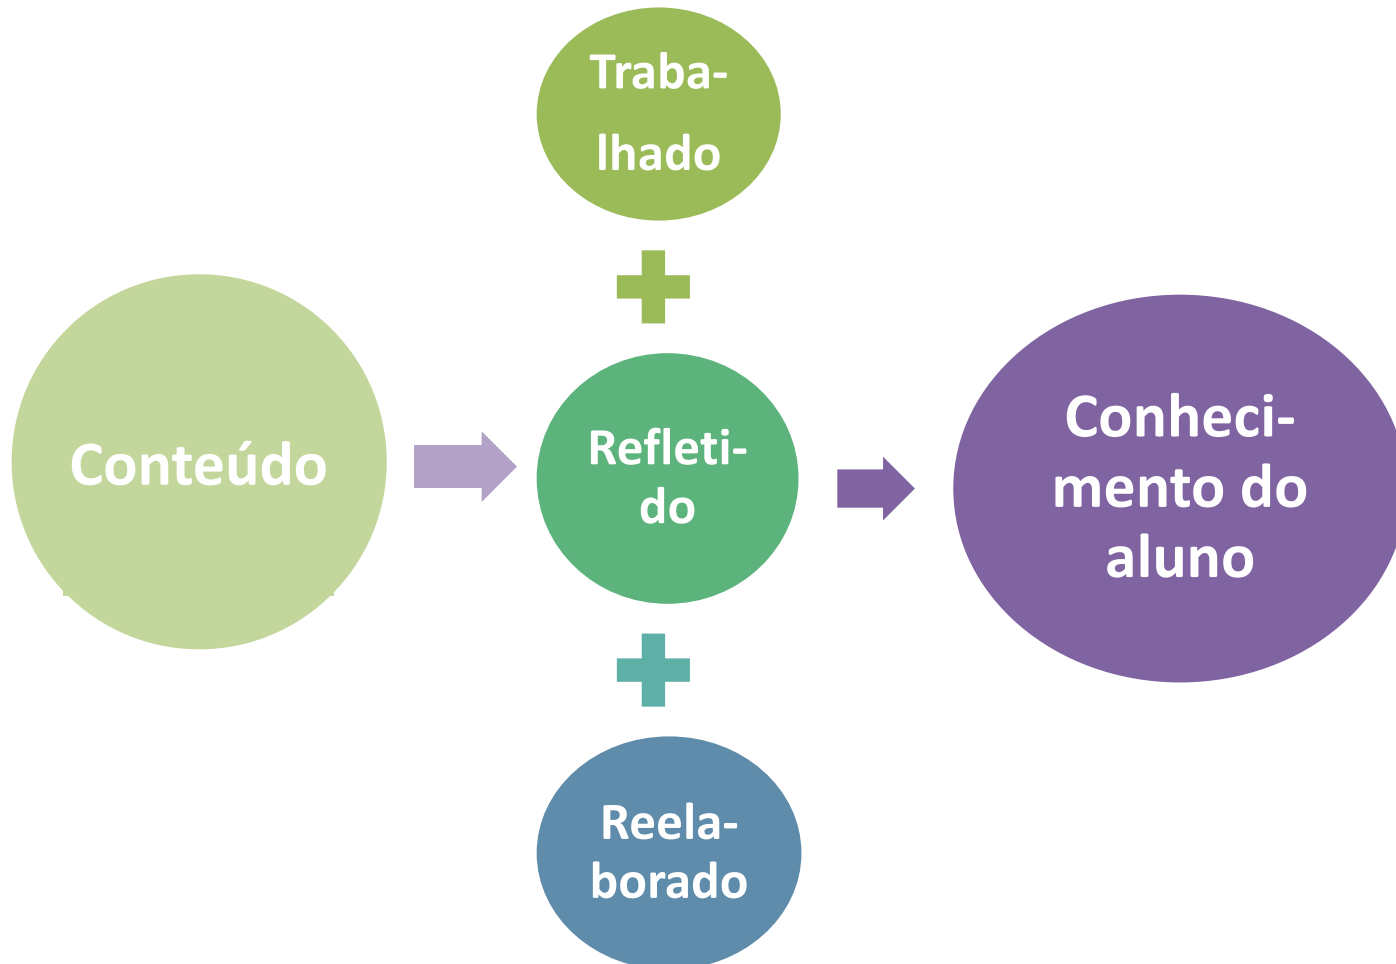 Traba-
lhado
Conteúdo
Refleti-
do
Reela-
borado
Conheci-
mento do
aluno